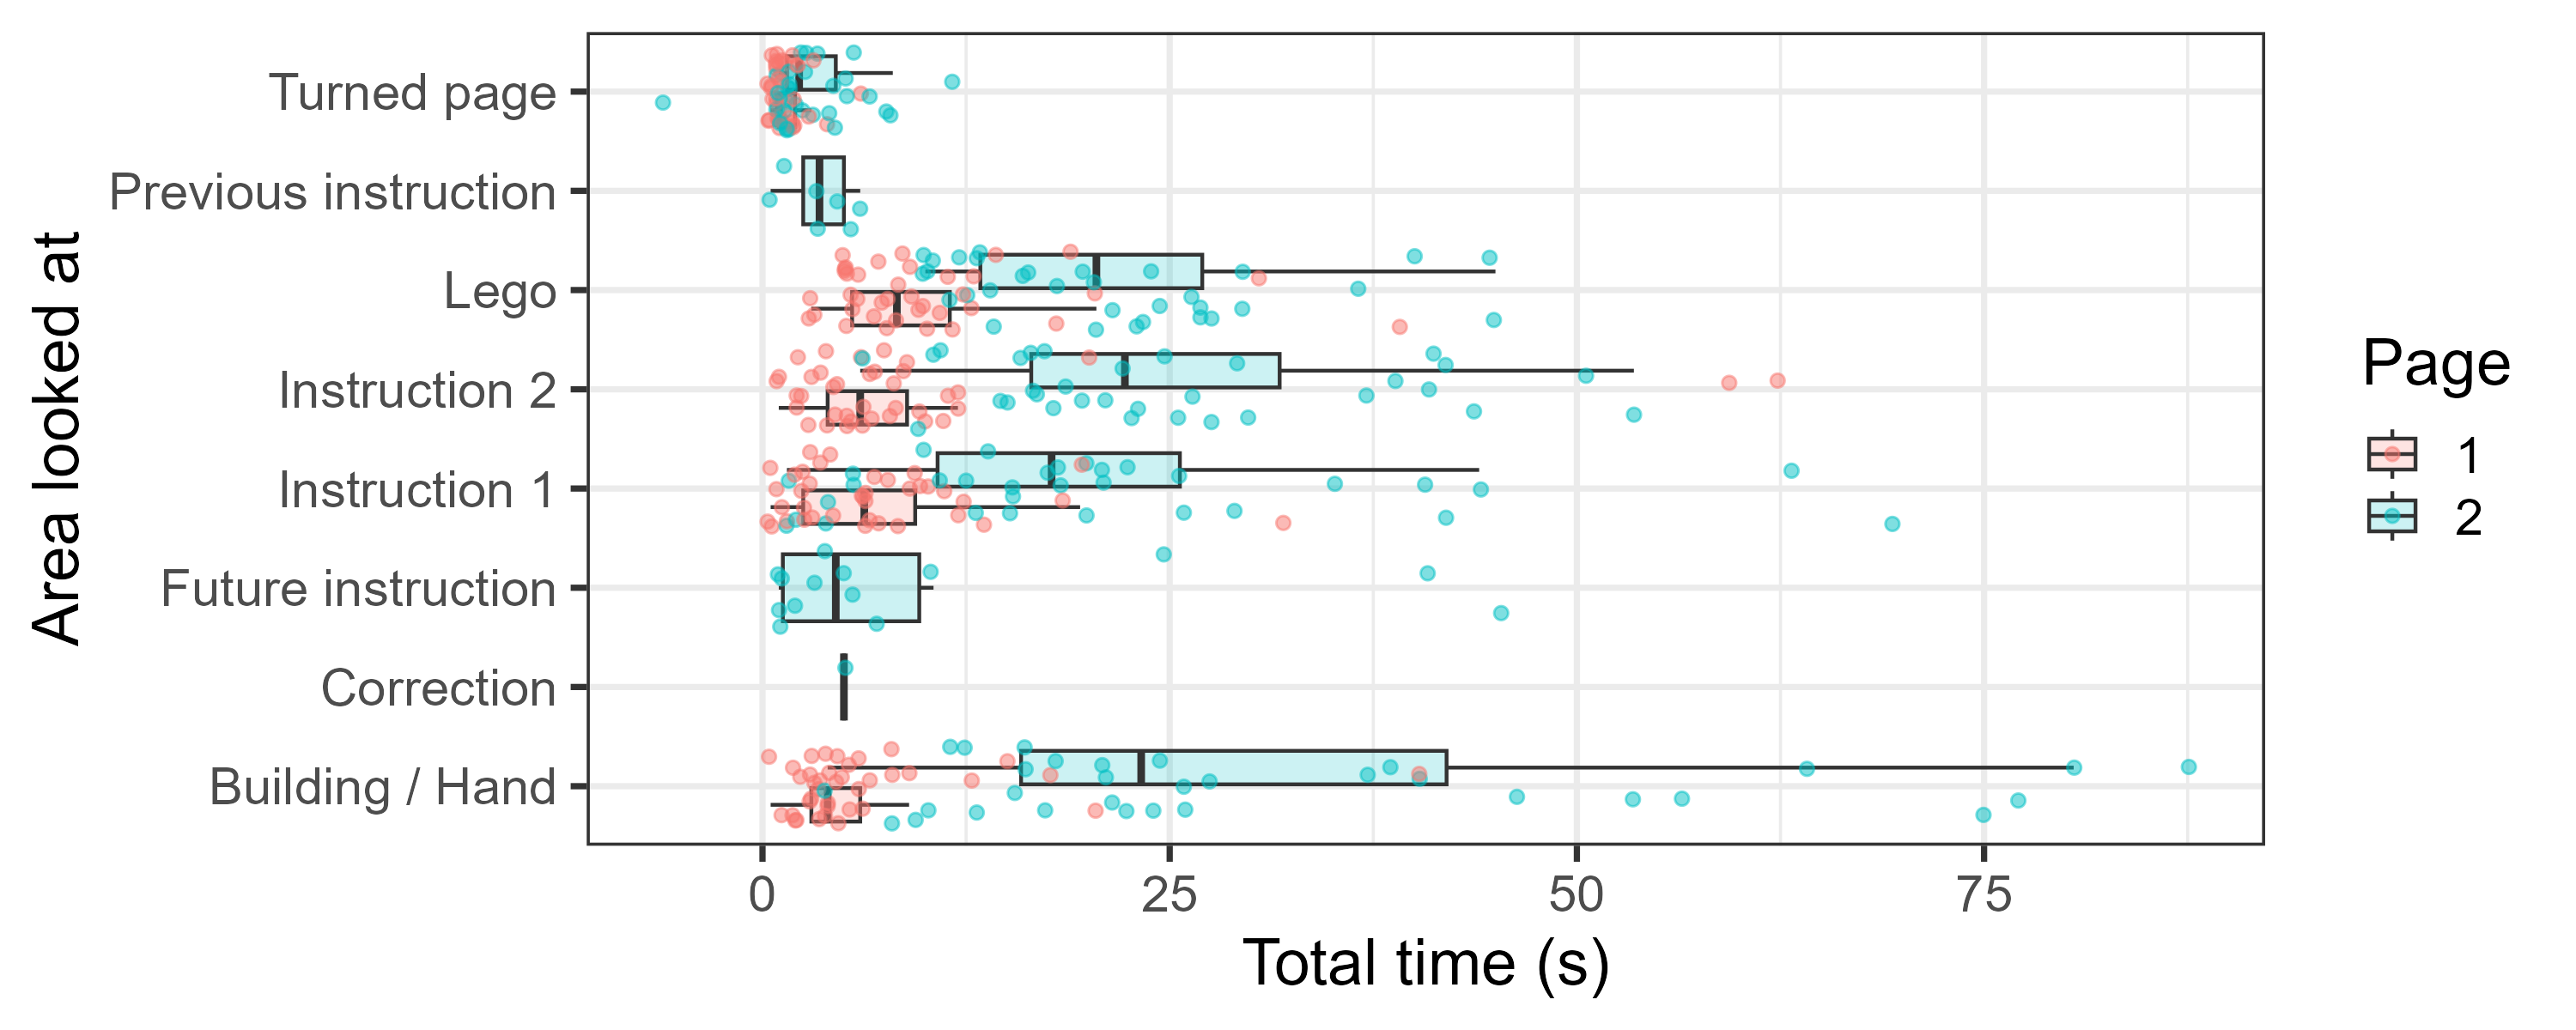 Area looked at
Turned page
Previous instruction
Lego
Instruction 2
Instruction 1
Future instruction
Correction
Building / Hand
0
25
50
75
Total time (s)
Page
1
2